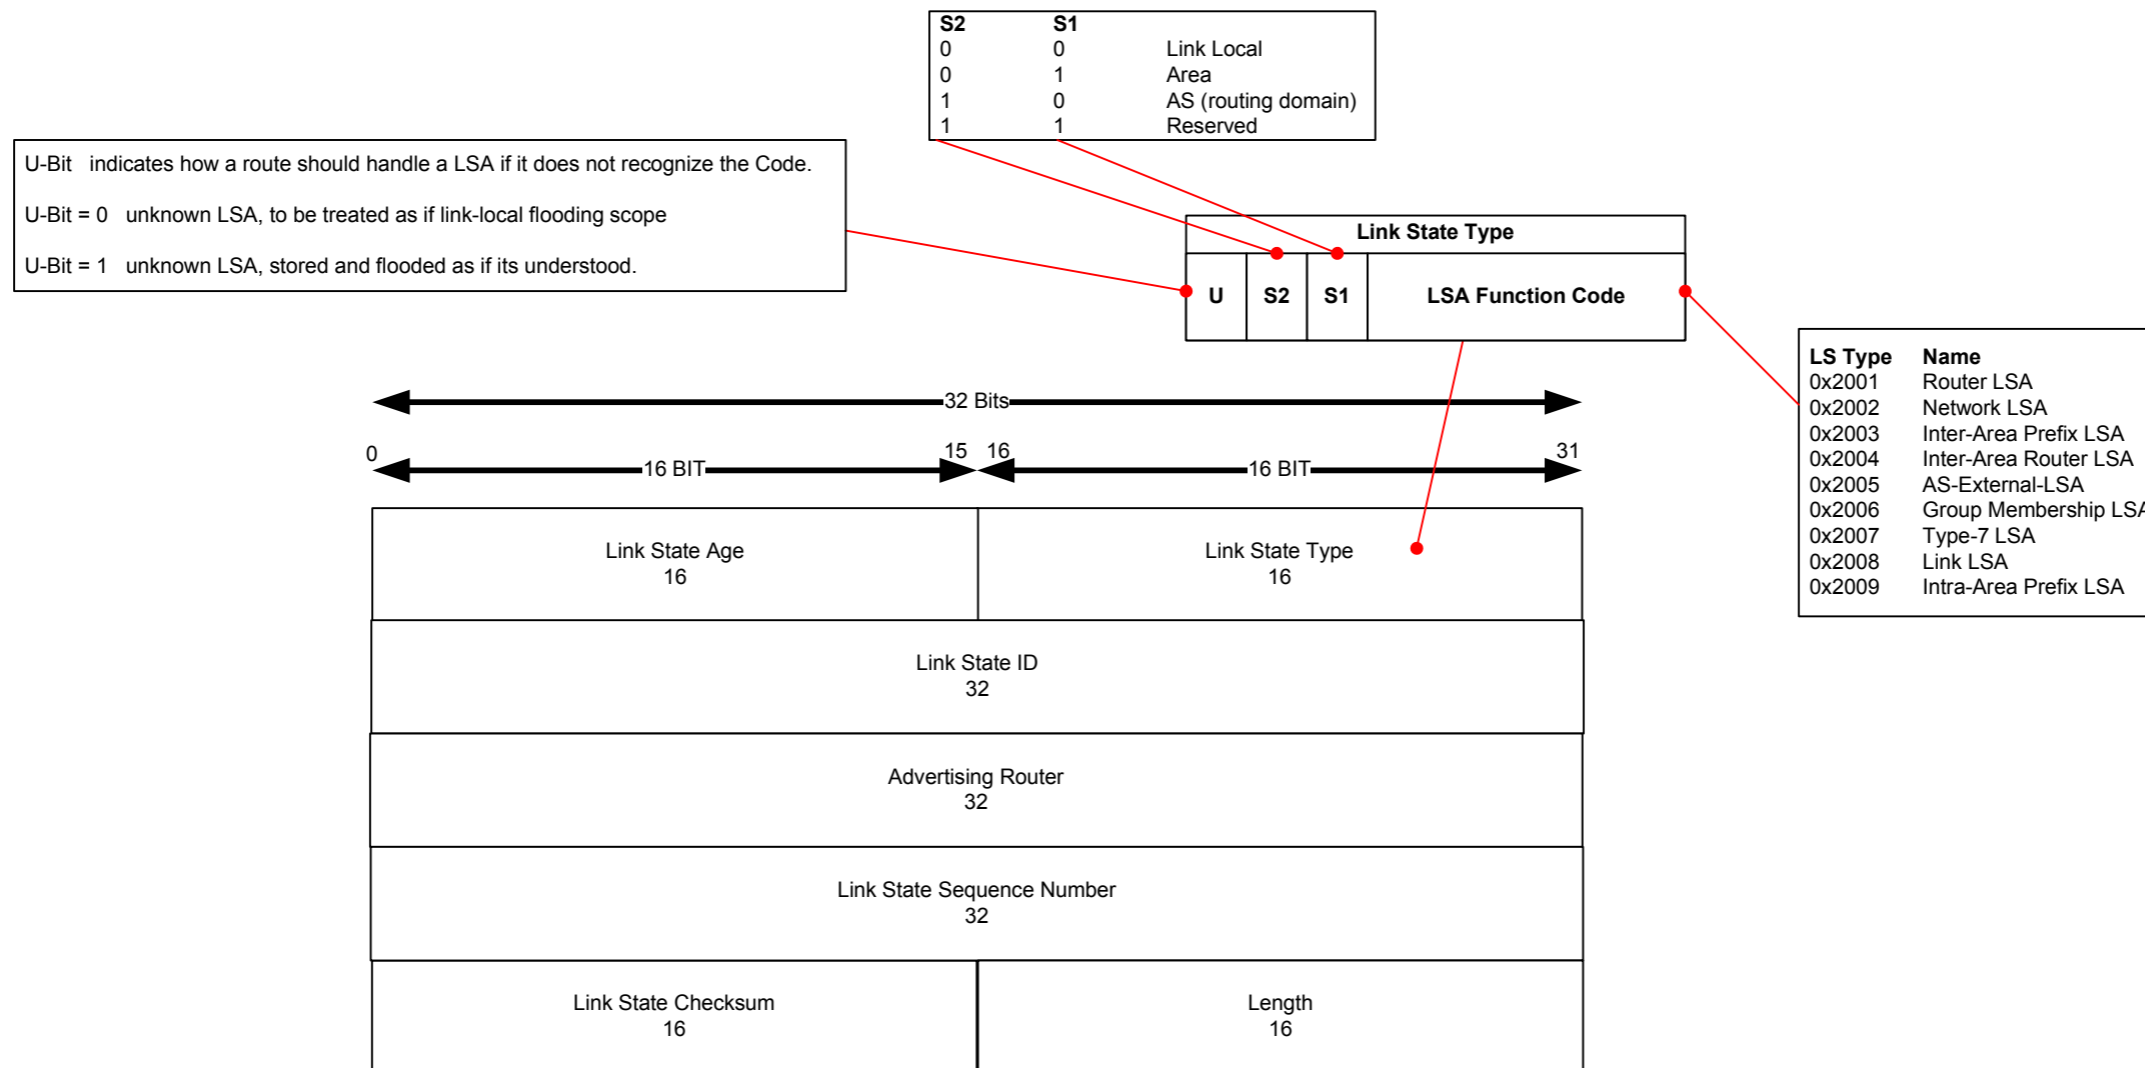 S2 S1
0 0 Link Local
0 1 Area
1 0 AS (routing domain)
1 1 Reserved
U-Bit indicates how a route should handle a LSA if it does not recognize the Code.
U-Bit = 0 unknown LSA, to be treated as if link-local flooding scope
U-Bit = 1 unknown LSA, stored and flooded as if its understood.
Link State Type
U S2 S1 LSA Function Code
LS Type Name
0x2001 Router LSA
0x2002 Network LSA
0x2003 Inter-Area Prefix LSA
0x2004 Inter-Area Router LSA
0x2005 AS-External-LSA
0x2006 Group Membership LSA
0x2007 Type-7 LSA
0x2008 Link LSA
0x2009 Intra-Area Prefix LSA
32 Bits
0 15 16 31
16 BIT 16 BIT
Link State Age
16
Link State Type
16
Link State ID
32
Advertising Router
32
Link State Sequence Number
32
Link State Checksum
16
Length
16